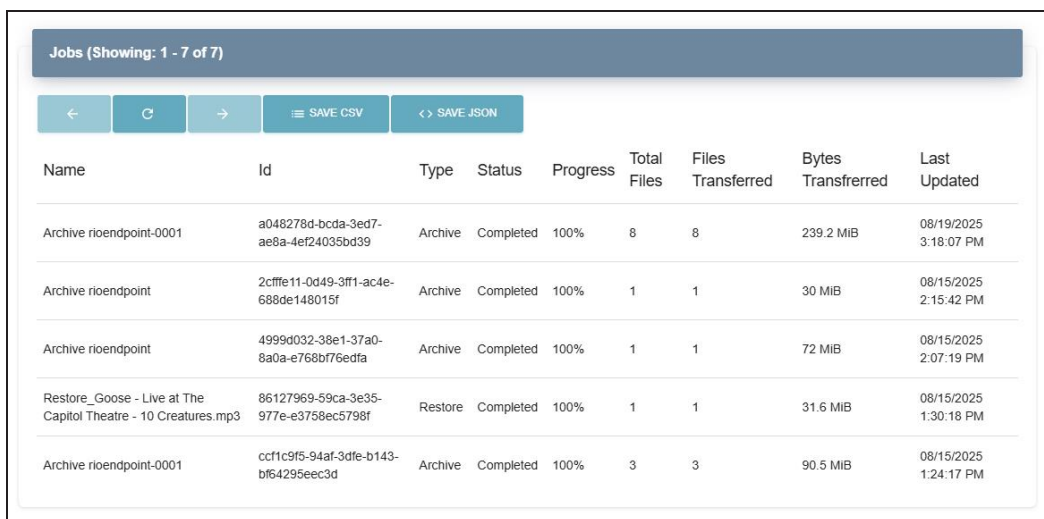 Jobs (Showing: 1 - 7 of 7)
SAVE CSV
<> SAVE JSON
Name Id Type Status Progress Total Files Files Transferred Bytes Transfrerred Last Updated
Archive rioendpoint-0001 a048278d-bcda-3ed7-ae8a-4ef24035bd39 Archive Completed 100% 8 8 239.2 MiB 08/19/2025 3:18:07 PM
Archive rioendpoint 2cfffe11-0d49-3ff1-ac4e-688de148015f Archive Completed 100% 1 1 30 MiB 08/15/2025 2:15:42 PM
Archive rioendpoint 4999d032-38e1-37a0-8a0a-e768bf76edfa Archive Completed 100% 1 1 72 MiB 08/15/2025 2:07:19 PM
Restore_Goose - Live at The Capitol Theatre - 10 Creatures.mp3 86127969-59ca-3e35-977e-e3758ec5798f Restore Completed 100% 1 1 31.6 MiB 08/15/2025 1:30:18 PM
Archive rioendpoint-0001 ccf1c9f5-94af-3dfe-b143-bf64295eec3d Archive Completed 100% 3 3 90.5 MiB 08/15/2025 1:24:17 PM